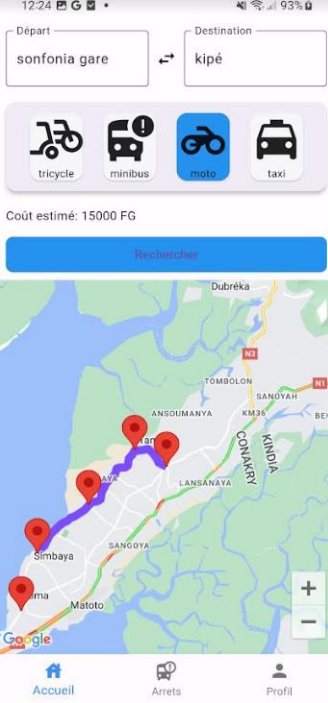 12:24
93%
Départ
Destination
sonfonia gare
kipé
tricycle
minibus
moto
taxi
Coût estimé: 15000 FG
Rechercher
Dubréka
N3
TOMBOLON
N1
SANOYAH
ANSOUMANYA
KM36
CONAKRY
KINDIA
LANSANAYA
SANGOYA
Simbaya
Matoto
Google
Accueil
Arrets
Profil